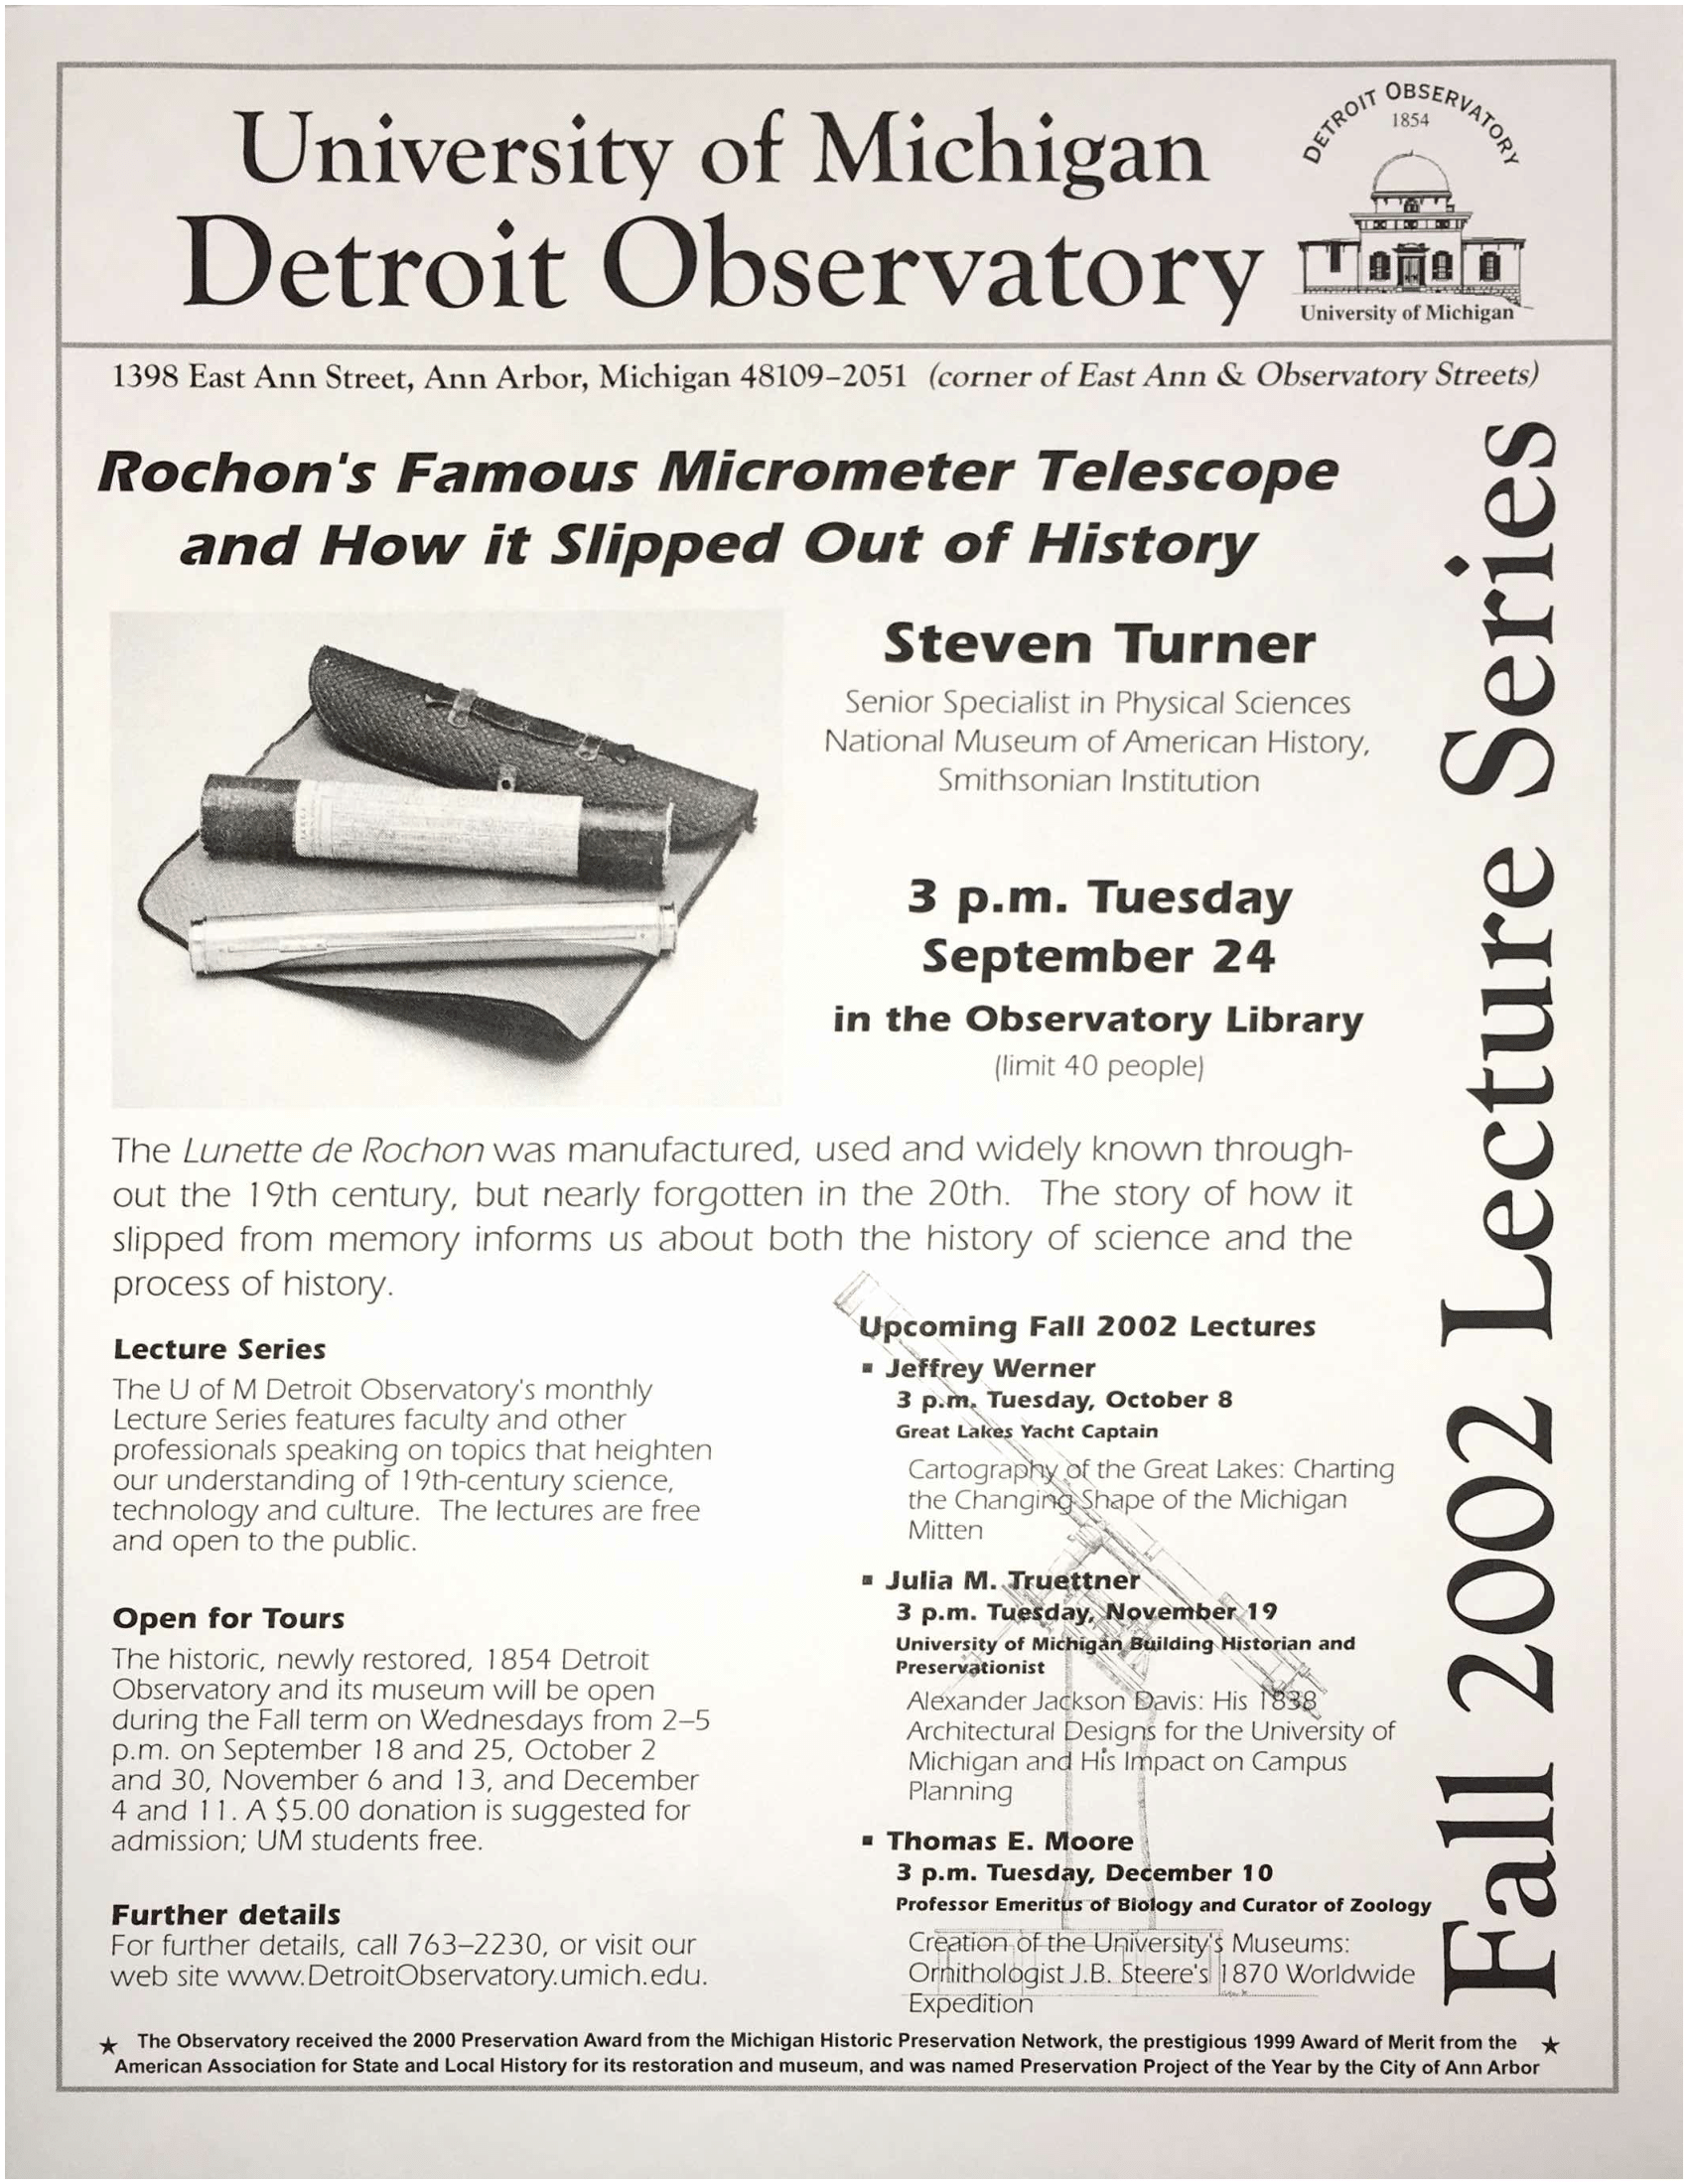 University of Michigan
Detroit Observatory
DETROIT OBSERVATORY
1854
University of Michigan
1398 East Ann Street, Ann Arbor, Michigan 48109-2051 (corner of East Ann & Observatory Streets)
Rochon's Famous Micrometer Telescope
and How it Slipped Out of History
Steven Turner
Senior Specialist in Physical Sciences
National Museum of American History,
Smithsonian Institution
3 p.m. Tuesday
September 24
in the Observatory Library
(limit 40 people)
The Lunette de Rochon was manufactured, used and widely known through-
out the 19th century, but nearly forgotten in the 20th. The story of how it
slipped from memory informs us about both the history of science and the
process of history.
Lecture Series
The U of M Detroit Observatory's monthly
Lecture Series features faculty and other
professionals speaking on topics that heighten
our understanding of 19th-century science,
technology and culture. The lectures are free
and open to the public.
Open for Tours
The historic, newly restored, 1854 Detroit
Observatory and its museum will be open
during the Fall term on Wednesdays from 2–5
p.m. on September 18 and 25, October 2
and 30, November 6 and 13, and December
4 and 11. A $5.00 donation is suggested for
admission; UM students free.
Further details
For further details, call 763–2230, or visit our
web site www.DetroitObservatory.umich.edu.
Upcoming Fall 2002 Lectures
▪ Jeffrey Werner
3 p.m. Tuesday, October 8
Great Lakes Yacht Captain
Cartography of the Great Lakes: Charting
the Changing Shape of the Michigan
Mitten
▪ Julia M. Truettner
3 p.m. Tuesday, November 19
University of Michigan Building Historian and
Preservationist
Alexander Jackson Davis: His 1838
Architectural Designs for the University of
Michigan and His Impact on Campus
Planning
▪ Thomas E. Moore
3 p.m. Tuesday, December 10
Professor Emeritus of Biology and Curator of Zoology
Creation of the University's Museums:
Ornithologist J.B. Steere's 1870 Worldwide
Expedition
Fall 2002 Lecture Series
★ The Observatory received the 2000 Preservation Award from the Michigan Historic Preservation Network, the prestigious 1999 Award of Merit from the ★
American Association for State and Local History for its restoration and museum, and was named Preservation Project of the Year by the City of Ann Arbor